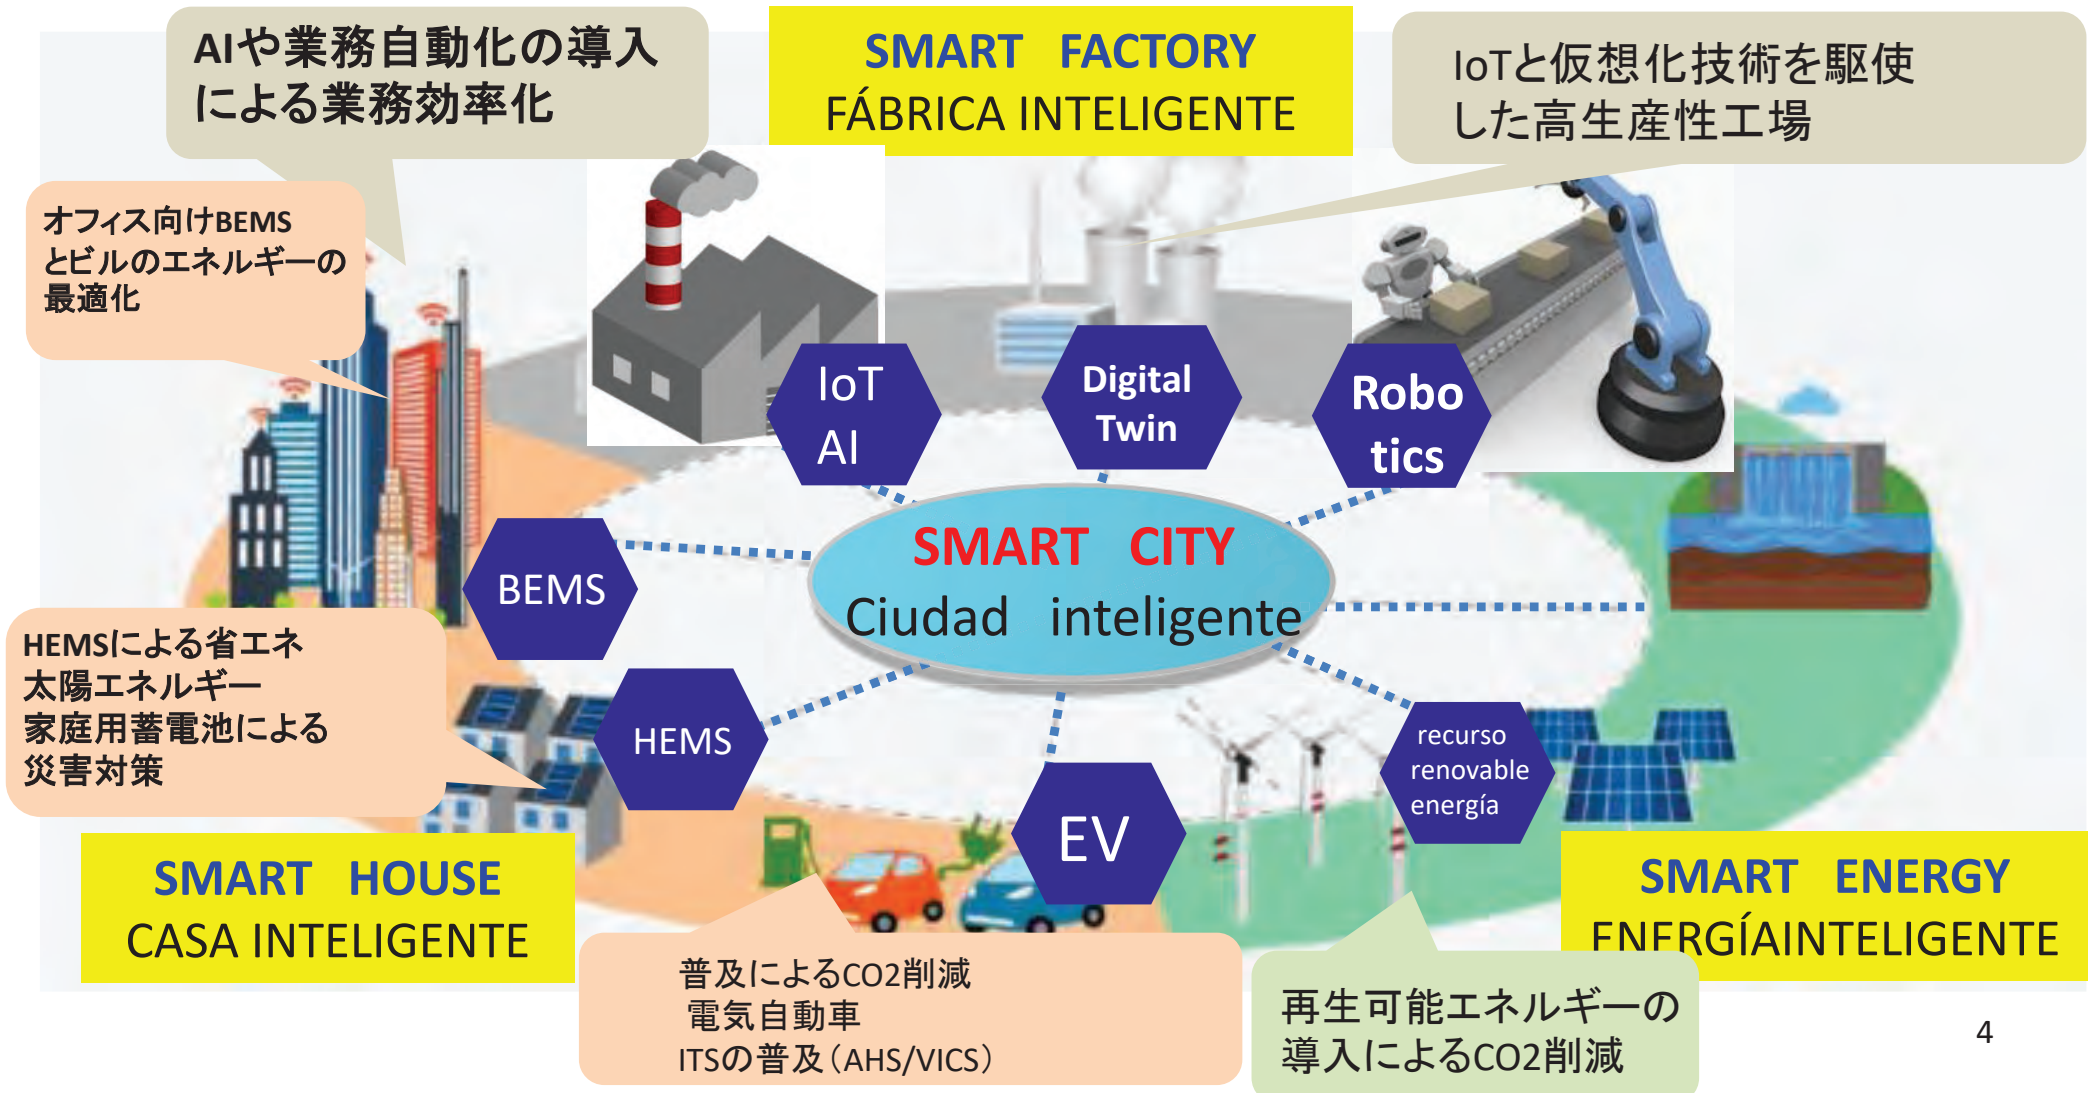 AIや業務自動化の導入
による業務効率化
SMART FACTORY
FÁBRICA INTELIGENTE
IoTと仮想化技術を駆使
した高生産性工場
オフィス向けBEMS
とビルのエネルギーの
最適化
IoT
AI
Digital
Twin
Robo
tics
SMART CITY
Ciudad inteligente
BEMS
HEMSによる省エネ
太陽エネルギー
家庭用蓄電池による
災害対策
HEMS
EV
recurso
renovable
energía
SMART HOUSE
CASA INTELIGENTE
SMART ENERGY
ENERGÍAINTELIGENTE
普及によるCO2削減
電気自動車
ITSの普及（AHS/VICS）
再生可能エネルギーの
導入によるCO2削減
4